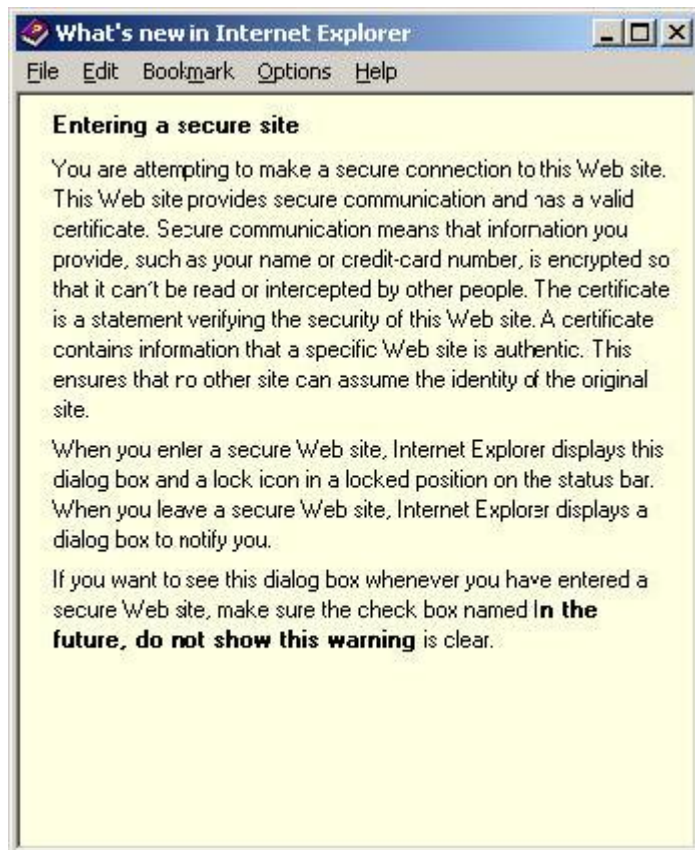 What's new in Internet Explorer
File Edit Bookmark Options Help
Entering a secure site
You are attempting to make a secure connection to this Web site.
This Web site provides secure communication and has a valid
certificate. Secure communication means that information you
provide, such as your name or credit-card number, is encrypted so
that it can't be read or intercepted by other people. The certificate
is a statement verifying the security of this Web site. A certificate
contains information that a specific Web site is authentic. This
ensures that no other site can assume the identity of the original
site.
When you enter a secure Web site, Internet Explorer displays this
dialog box and a lock icon in a locked position on the status bar.
When you leave a secure Web site, Internet Explorer displays a
dialog box to notify you.
If you want to see this dialog box whenever you have entered a
secure Web site, make sure the check box named In the
future, do not show this warning is clear.